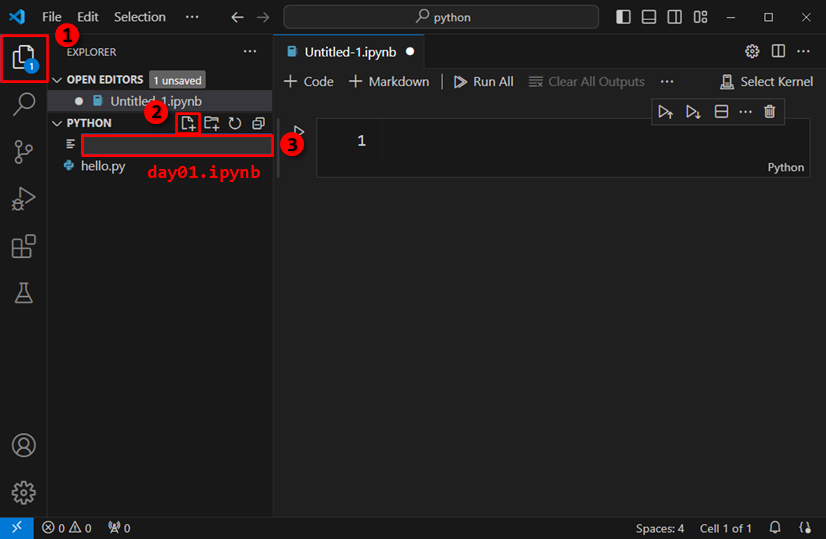 File Edit Selection ··· python
1
EXPLORER ···
Untitled-1.ipynb
1
OPEN EDITORS 1 unsaved
+ Code + Markdown | Run All Clear All Outputs ··· Select Kernel
Untitled-1.ipynb
2
PYTHON
3
1
hello.py
day01.ipynb
Python
0 0 0
Spaces: 4 Cell 1 of 1